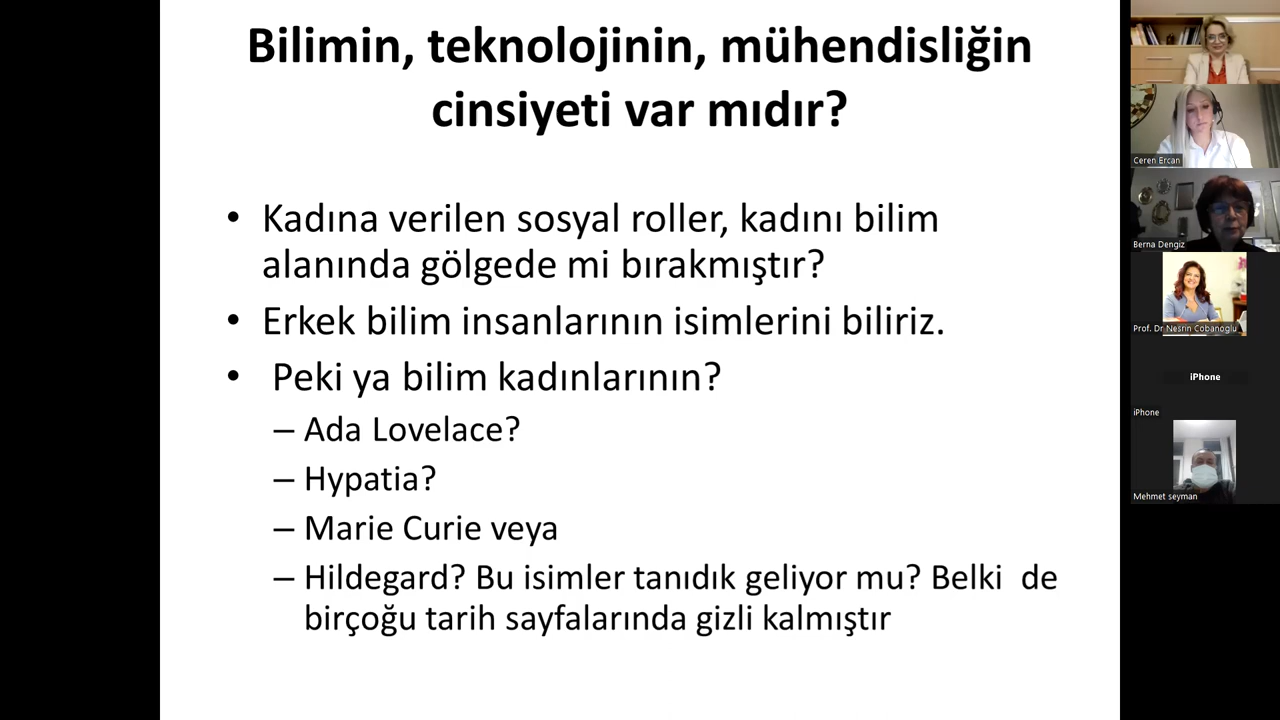 Bilimin, teknolojinin, mühendisliğin
cinsiyeti var mıdır?
• Kadına verilen sosyal roller, kadını bilim
alanında gölgede mi bırakmıştır?
• Erkek bilim insanlarının isimlerini biliriz.
• Peki ya bilim kadınlarının?
– Ada Lovelace?
– Hypatia?
– Marie Curie veya
– Hildegard? Bu isimler tanıdık geliyor mu? Belki de
birçoğu tarih sayfalarında gizli kalmıştır
Ceren Ercan
Berna Dengiz
Prof. Dr Nesrin Cobanoglu
iPhone
iPhone
Mehmet seyman